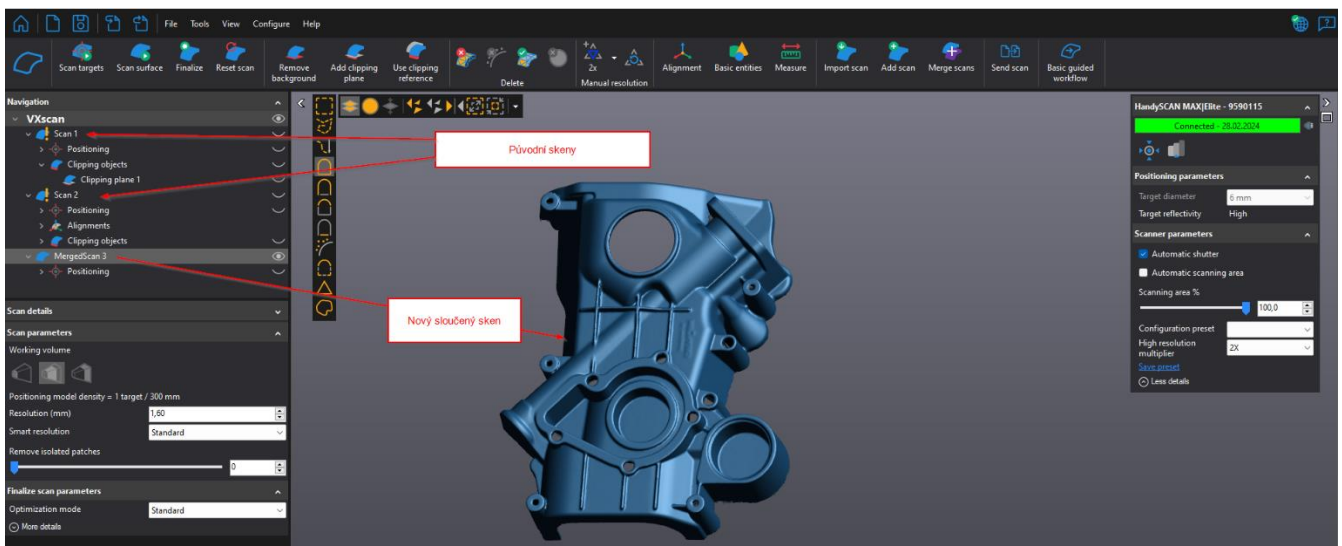 File Tools View Configure Help
Scan targets Scan surface Finalize Reset scan Remove background Add clipping plane Use clipping reference Delete 2x Manual resolution Alignment Basic entities Measure Import scan Add scan Merge scans Send scan Basic guided workflow
Navigation
VXscan
Scan 1
Positioning
Clipping objects
Clipping plane 1
Scan 2
Positioning
Alignments
Clipping objects
MergedScan 3
Positioning
Scan details
Scan parameters
Working volume
Positioning model density = 1 target / 300 mm
Resolution (mm) 1,60
Smart resolution Standard
Remove isolated patches
0
Finalize scan parameters
Optimization mode Standard
More details
Původní skeny
Nový sloučený sken
HandySCAN MAX|Elite - 9590115
Connected - 28.02.2024
Positioning parameters
Target diameter 6 mm
Target reflectivity High
Scanner parameters
Automatic shutter
Automatic scanning area
Scanning area %
100,0
Configuration preset
High resolution multiplier 2X
Save preset
Less details